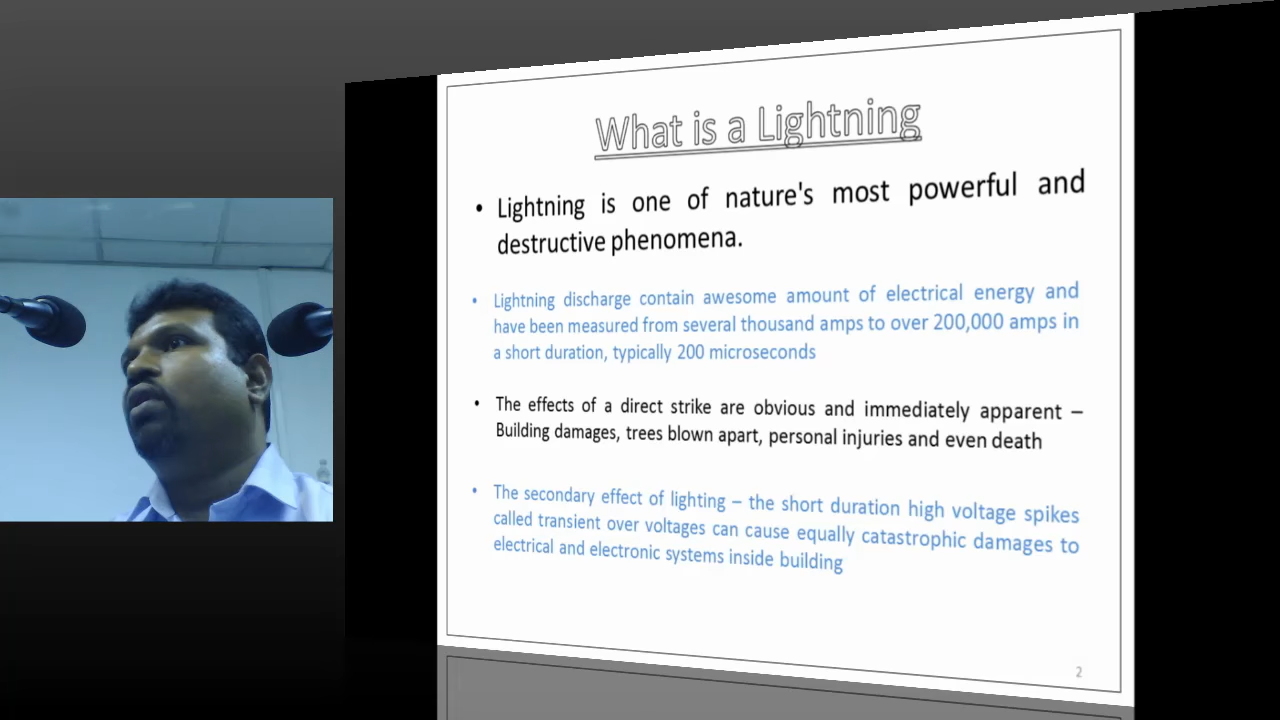 What is a Lightning
• Lightning is one of nature's most powerful and
destructive phenomena.
• Lightning discharge contain awesome amount of electrical energy and
have been measured from several thousand amps to over 200,000 amps in
a short duration, typically 200 microseconds
• The effects of a direct strike are obvious and immediately apparent –
Building damages, trees blown apart, personal injuries and even death
• The secondary effect of lighting – the short duration high voltage spikes
called transient over voltages can cause equally catastrophic damages to
electrical and electronic systems inside building
2